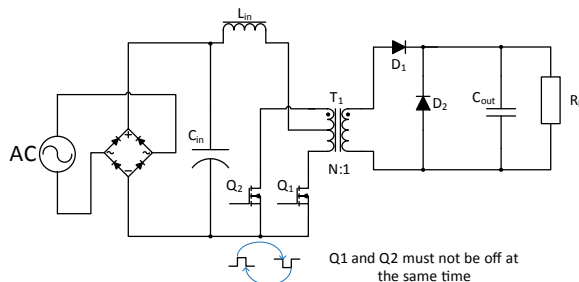 Lin
T1
D1
Cin
D2
Cout
AC
N:1
Q2
Q1
Q1 and Q2 must not be off at
the same time